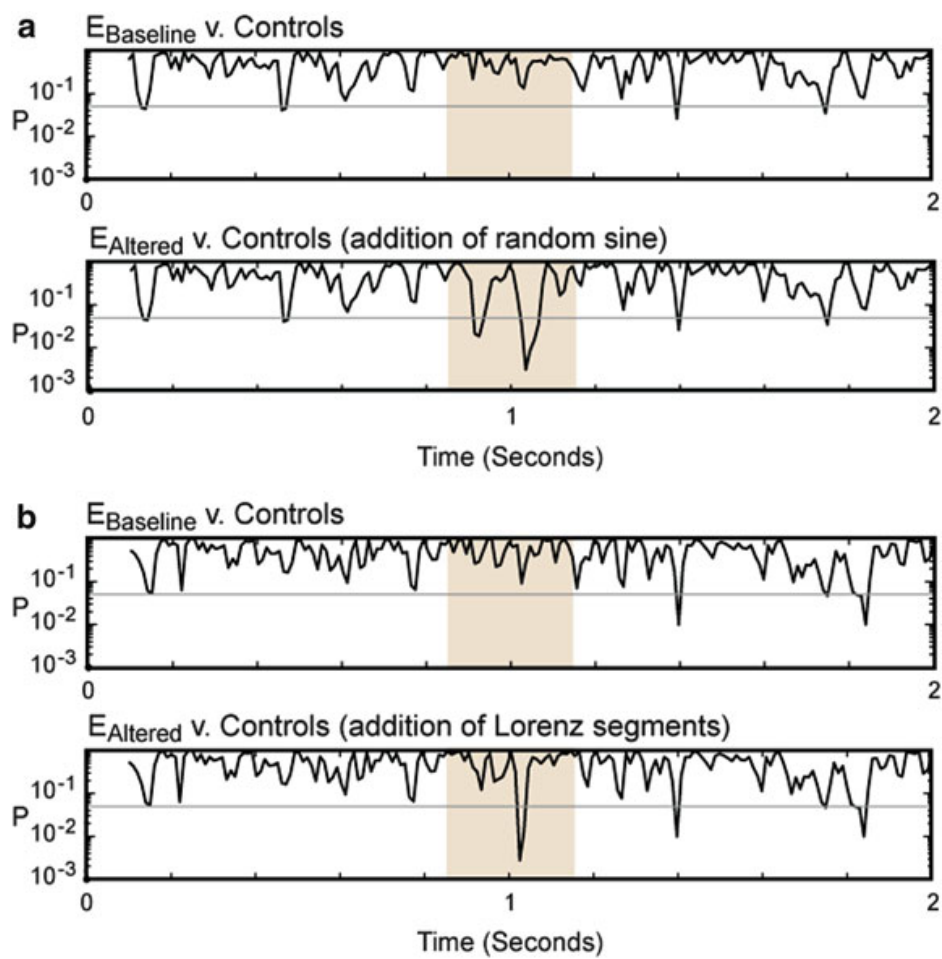 a
E_Baseline v. Controls
10^-1
P
10^-2
10^-3
0 2
E_Altered v. Controls (addition of random sine)
10^-1
P
10^-2
10^-3
0 1 2
Time (Seconds)
b
E_Baseline v. Controls
10^-1
P
10^-2
10^-3
0 2
E_Altered v. Controls (addition of Lorenz segments)
10^-1
P
10^-2
10^-3
0 1 2
Time (Seconds)